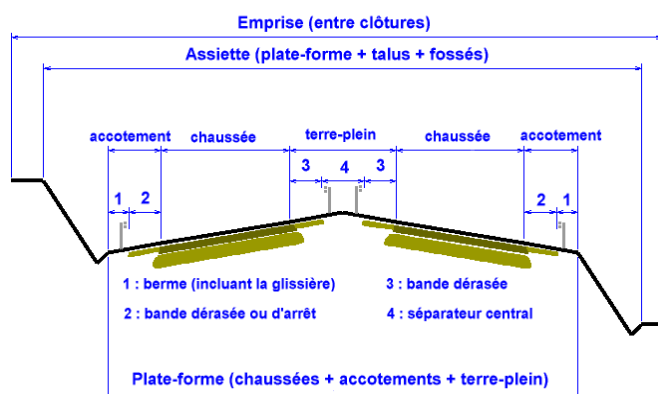 Emprise (entre clôtures)
Assiette (plate-forme + talus + fossés)
accotement chaussée terre-plein chaussée accotement
3 4 3
1 2 2 1
1 : berme (incluant la glissière) 3 : bande dérasée
2 : bande dérasée ou d'arrêt 4 : séparateur central
Plate-forme (chaussées + accotements + terre-plein)